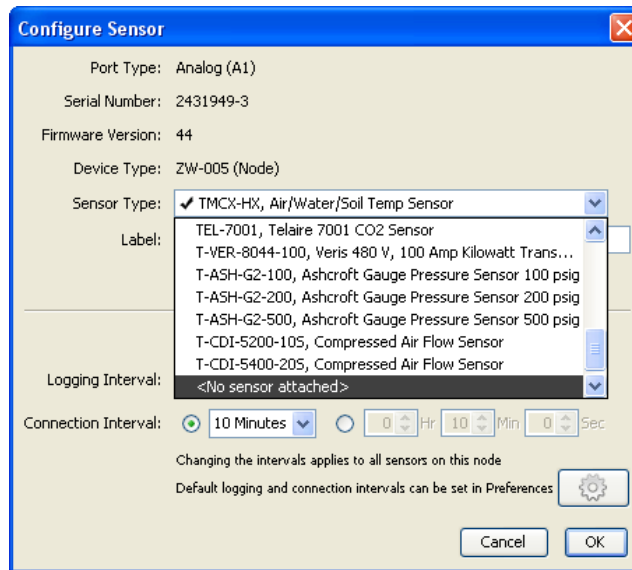 Configure Sensor
Port Type: Analog (A1)
Serial Number: 2431949-3
Firmware Version: 44
Device Type: ZW-005 (Node)
Sensor Type: ✔ TMCX-HX, Air/Water/Soil Temp Sensor
TEL-7001, Telaire 7001 CO2 Sensor
Label:
T-VER-8044-100, Veris 480 V, 100 Amp Kilowatt Trans...
T-ASH-G2-100, Ashcroft Gauge Pressure Sensor 100 psig
T-ASH-G2-200, Ashcroft Gauge Pressure Sensor 200 psig
T-ASH-G2-500, Ashcroft Gauge Pressure Sensor 500 psig
T-CDI-5200-10S, Compressed Air Flow Sensor
T-CDI-5400-20S, Compressed Air Flow Sensor
Logging Interval: <No sensor attached>
Connection Interval: 10 Minutes 0 Hr 10 Min 0 Sec
Changing the intervals applies to all sensors on this node
Default logging and connection intervals can be set in Preferences
Cancel OK